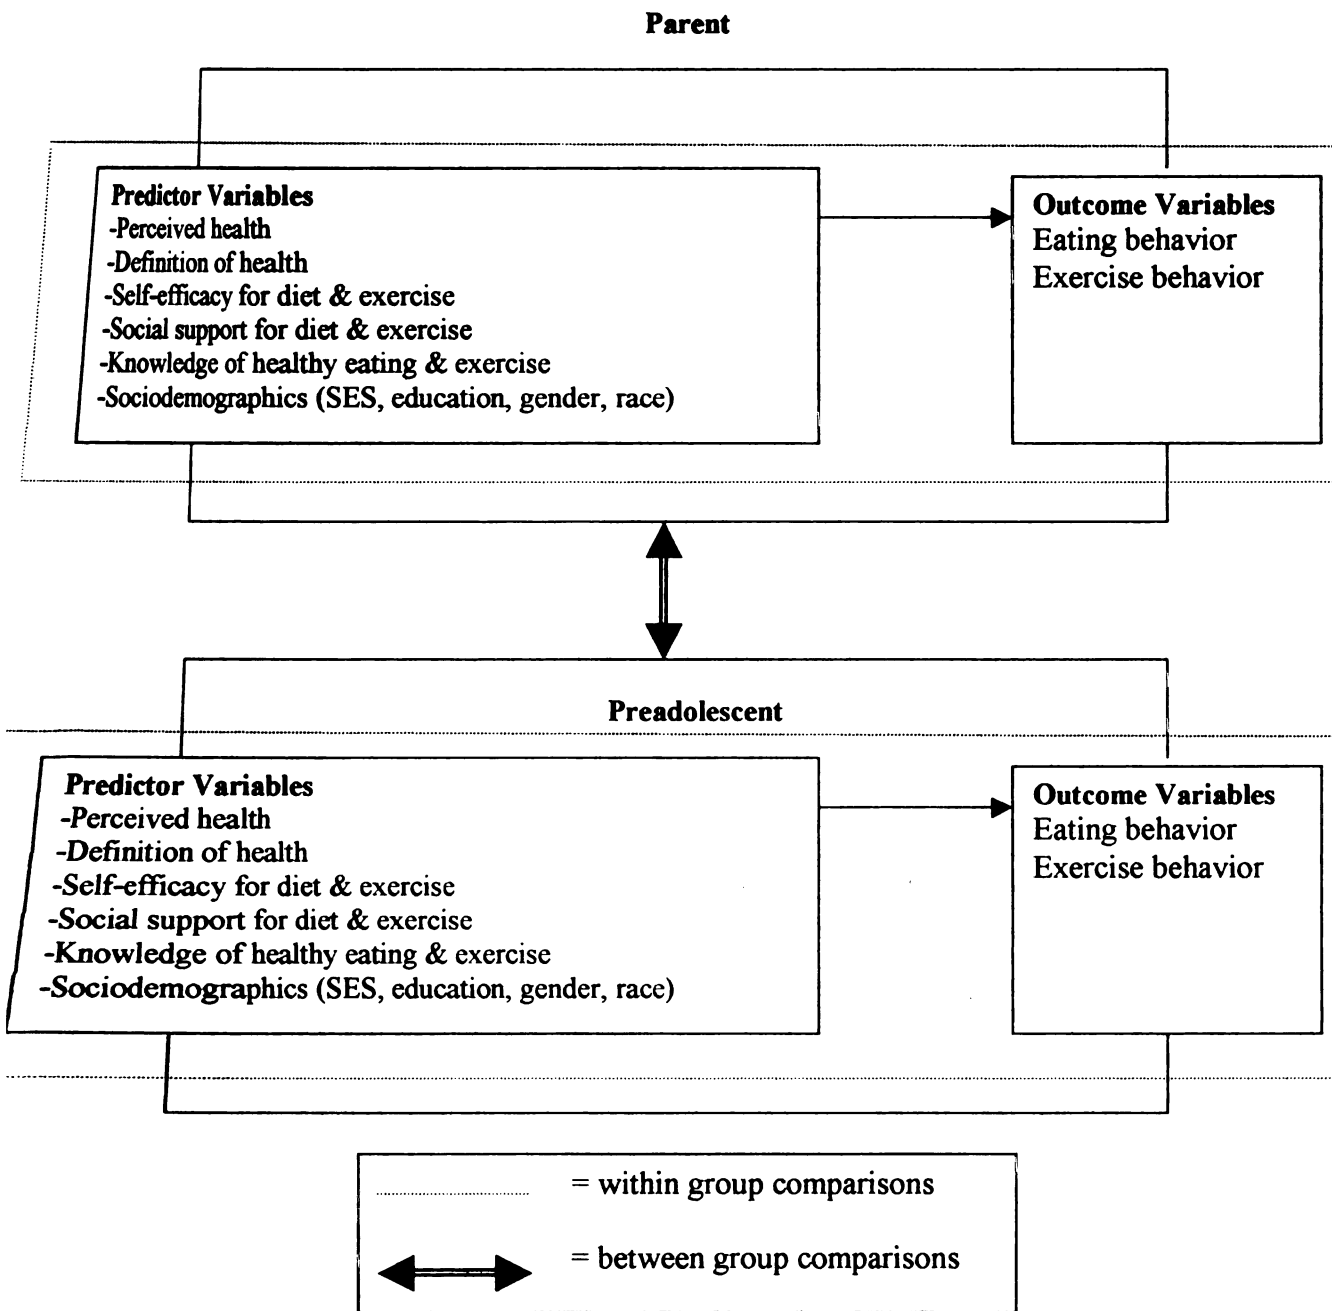 Parent
Predictor Variables
-Perceived health
-Definition of health
-Self-efficacy for diet & exercise
-Social support for diet & exercise
-Knowledge of healthy eating & exercise
-Sociodemographics (SES, education, gender, race)
Outcome Variables
Eating behavior
Exercise behavior
Preadolescent
Predictor Variables
-Perceived health
-Definition of health
-Self-efficacy for diet & exercise
-Social support for diet & exercise
-Knowledge of healthy eating & exercise
-Sociodemographics (SES, education, gender, race)
Outcome Variables
Eating behavior
Exercise behavior
= within group comparisons
= between group comparisons